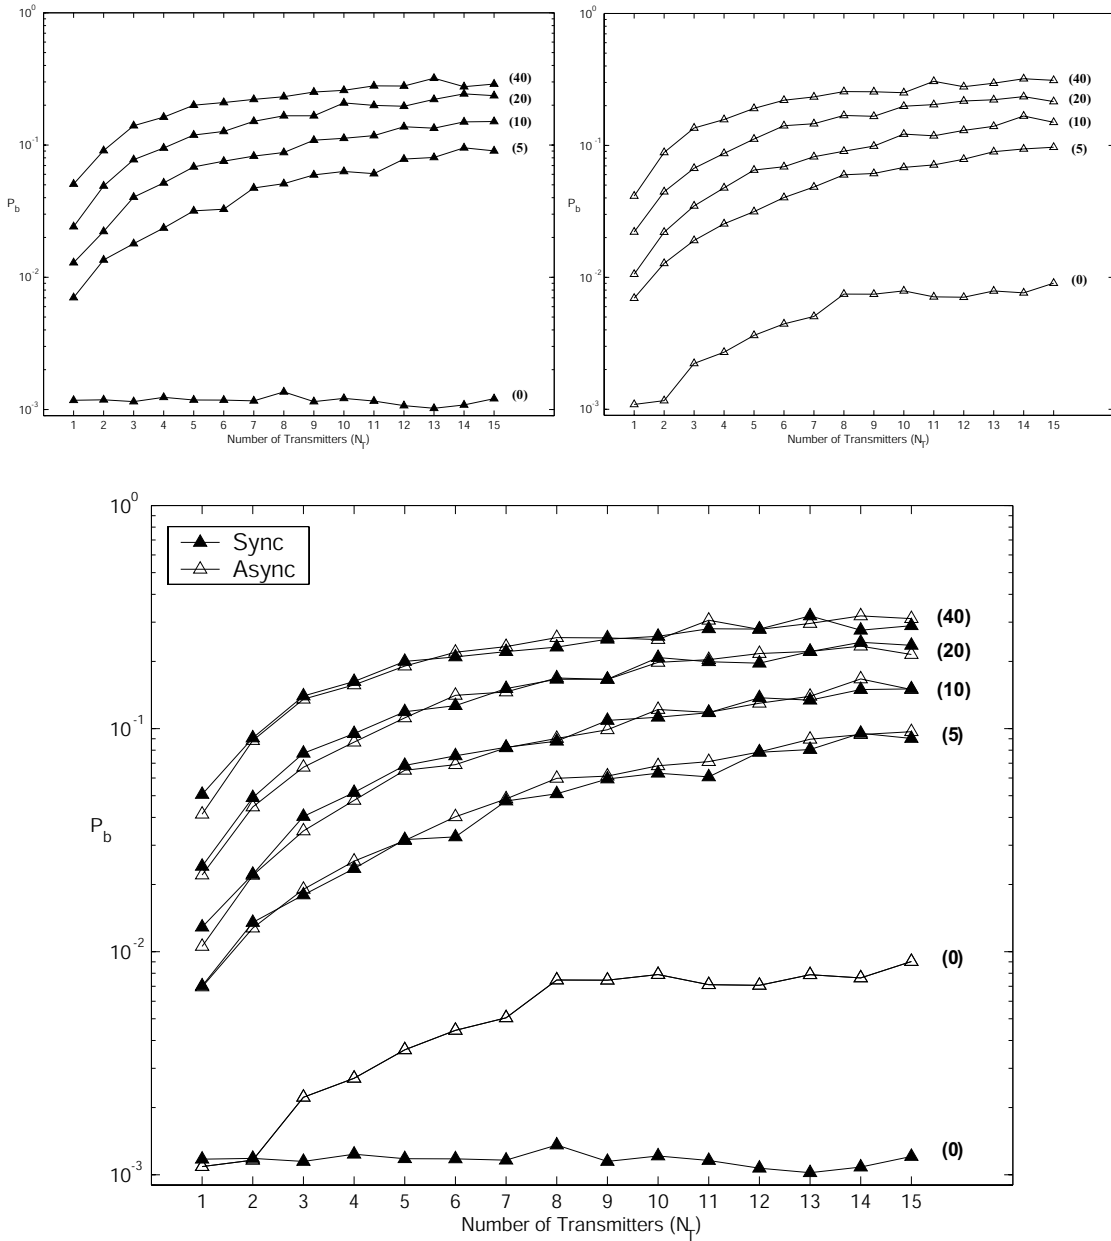 10^0
10^-1
P_b
10^-2
10^-3
(40)
(20)
(10)
(5)
(0)
1 2 3 4 5 6 7 8 9 10 11 12 13 14 15
Number of Transmitters (N_T)
10^0
10^-1
P_b
10^-2
10^-3
(40)
(20)
(10)
(5)
(0)
1 2 3 4 5 6 7 8 9 10 11 12 13 14 15
Number of Transmitters (N_T)
10^0
Sync
Async
10^-1
P_b
10^-2
10^-3
(40)
(20)
(10)
(5)
(0)
(0)
1 2 3 4 5 6 7 8 9 10 11 12 13 14 15
Number of Transmitters (N_T)